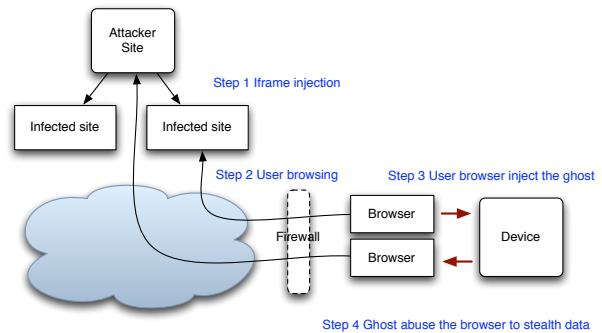 Attacker
Site
Step 1 Iframe injection
Infected site
Infected site
Step 2 User browsing
Step 3 User browser inject the ghost
Browser
Firewall
Device
Browser
Step 4 Ghost abuse the browser to stealth data